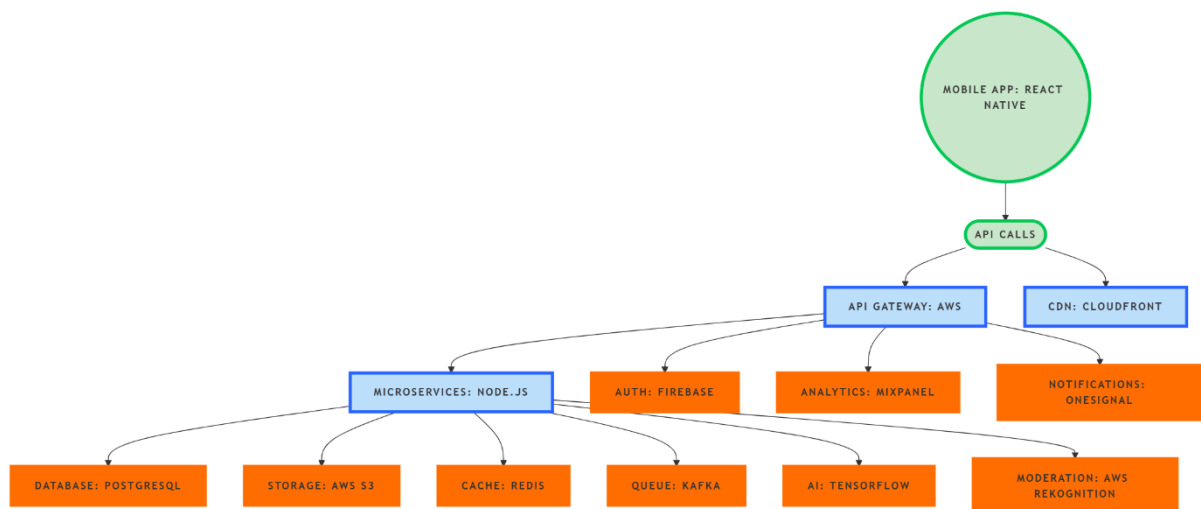 MOBILE APP: REACT
NATIVE
API CALLS
API GATEWAY: AWS
CDN: CLOUDFRONT
MICROSERVICES: NODE.JS
AUTH: FIREBASE
ANALYTICS: MIXPANEL
NOTIFICATIONS:
ONESIGNAL
DATABASE: POSTGRESQL
STORAGE: AWS S3
CACHE: REDIS
QUEUE: KAFKA
AI: TENSORFLOW
MODERATION: AWS
REKOGNITION